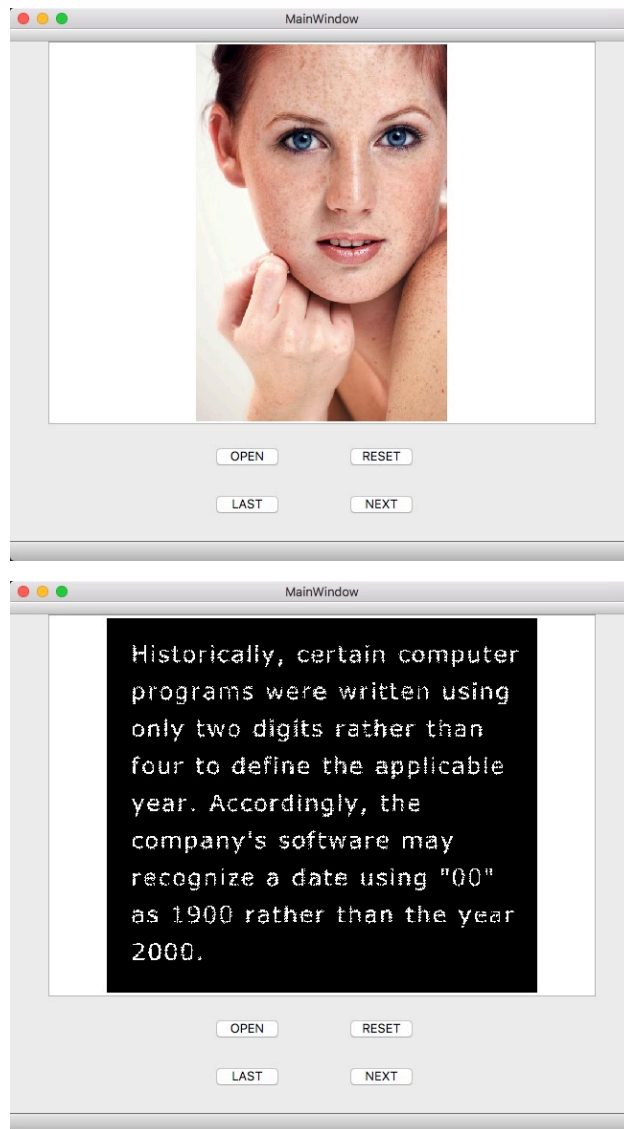 MainWindow
OPEN RESET
LAST NEXT
MainWindow
Historically, certain computer
programs were written using
only two digits rather than
four to define the applicable
year. Accordingly, the
company's software may
recognize a date using "00"
as 1900 rather than the year
2000.
OPEN RESET
LAST NEXT